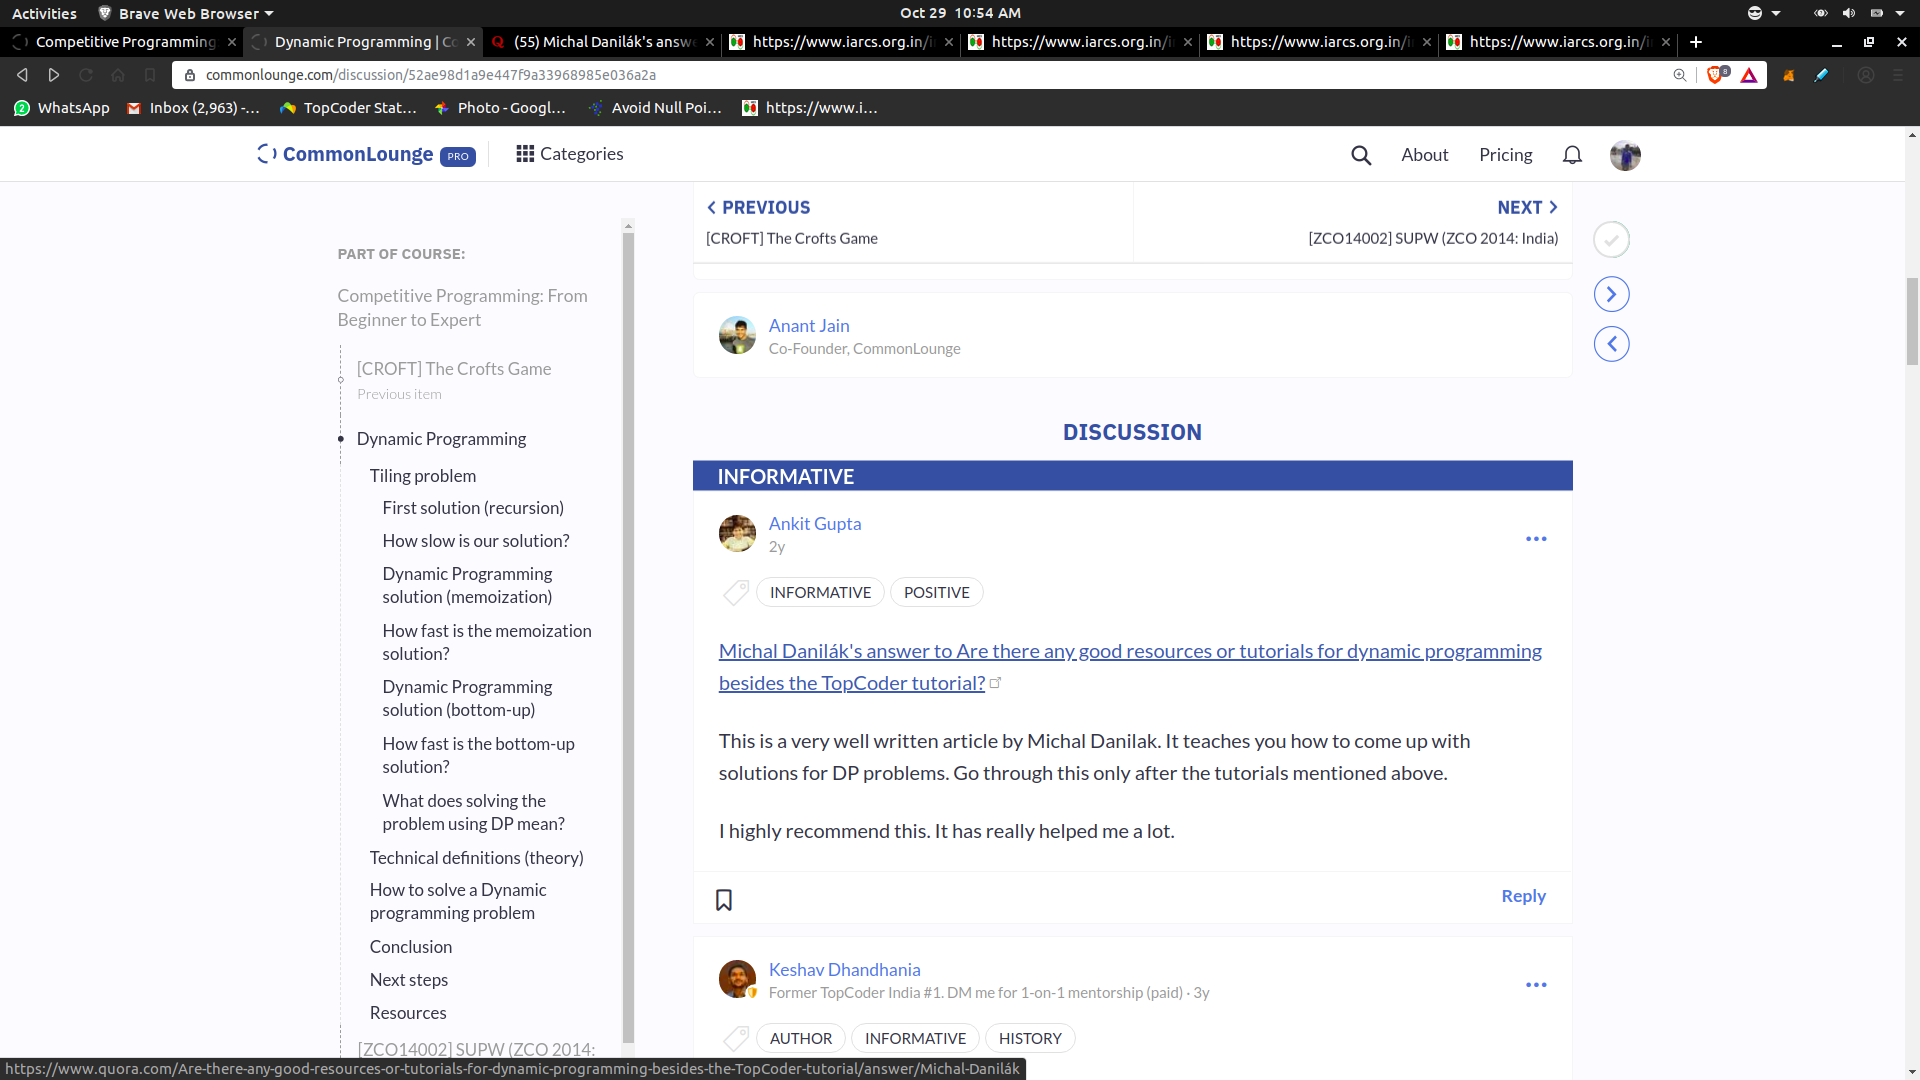 Activities
Brave Web Browser
Oct 29 10:54 AM
Competitive Programming
Dynamic Programming | Co
(55) Michal Danilák's answe
https://www.iarcs.org.in/i
https://www.iarcs.org.in/i
https://www.iarcs.org.in/i
https://www.iarcs.org.in/i
commonlounge.com/discussion/52ae98d1a9e447f9a33968985e036a2a
8
2
WhatsApp
Inbox (2,963) -...
TopCoder Stat...
Photo - Googl...
Avoid Null Poi...
https://www.i...
CommonLounge PRO
Categories
About
Pricing
PREVIOUS
[CROFT] The Crofts Game
NEXT
[ZCO14002] SUPW (ZCO 2014: India)
PART OF COURSE:
Competitive Programming: From
Beginner to Expert
[CROFT] The Crofts Game
Previous item
Dynamic Programming
Tiling problem
First solution (recursion)
How slow is our solution?
Dynamic Programming
solution (memoization)
How fast is the memoization
solution?
Dynamic Programming
solution (bottom-up)
How fast is the bottom-up
solution?
What does solving the
problem using DP mean?
Technical definitions (theory)
How to solve a Dynamic
programming problem
Conclusion
Next steps
Resources
[ZCO14002] SUPW (ZCO 2014:
Anant Jain
Co-Founder, CommonLounge
DISCUSSION
INFORMATIVE
Ankit Gupta
2y
INFORMATIVE
POSITIVE
Michal Danilák's answer to Are there any good resources or tutorials for dynamic programming
besides the TopCoder tutorial?
This is a very well written article by Michal Danilak. It teaches you how to come up with
solutions for DP problems. Go through this only after the tutorials mentioned above.
I highly recommend this. It has really helped me a lot.
Reply
Keshav Dhandhania
Former TopCoder India #1. DM me for 1-on-1 mentorship (paid) · 3y
AUTHOR
INFORMATIVE
HISTORY
https://www.quora.com/Are-there-any-good-resources-or-tutorials-for-dynamic-programming-besides-the-TopCoder-tutorial/answer/Michal-Danilák